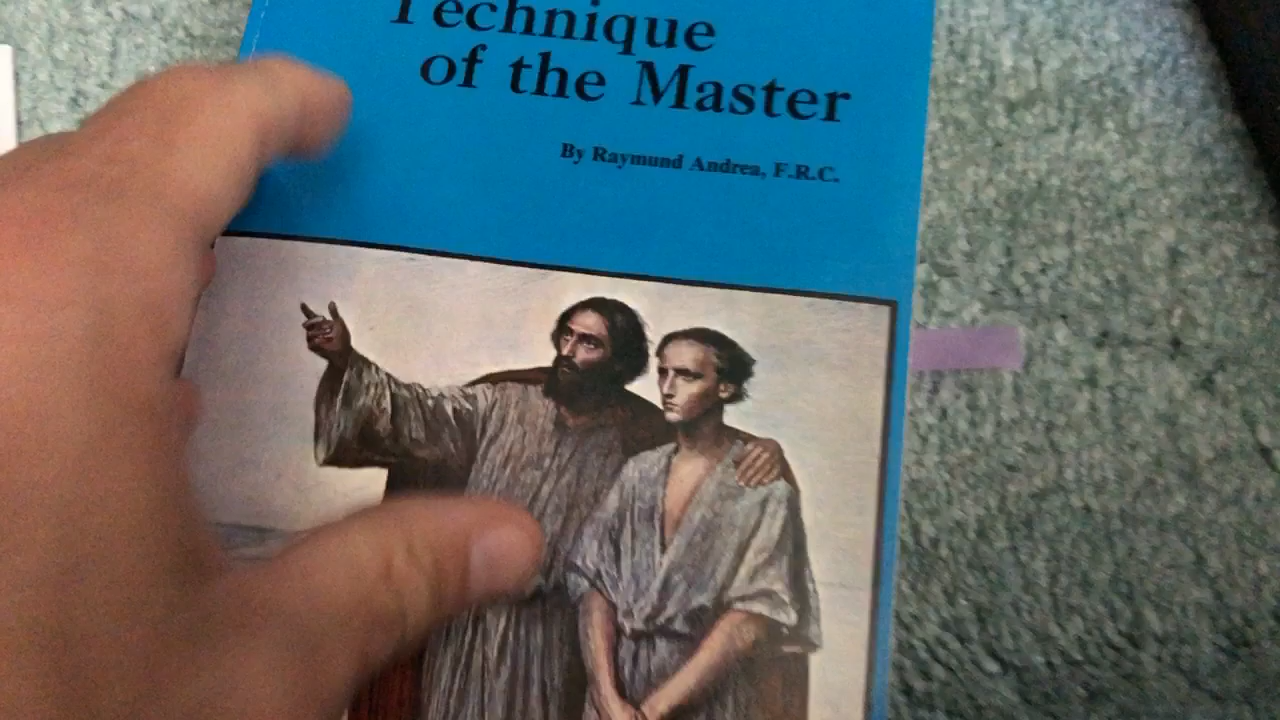 Technique
of the Master
By Raymund Andrea, F.R.C.